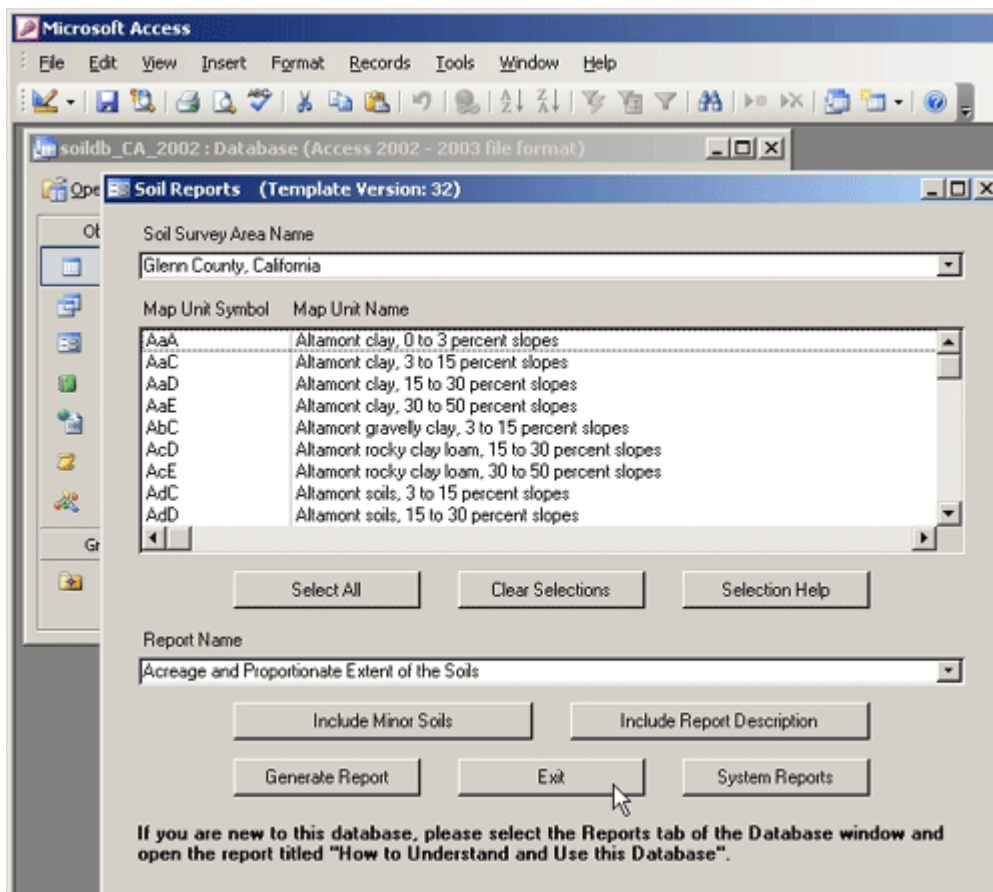 Microsoft Access
File Edit View Insert Format Records Tools Window Help
soildb_CA_2002 : Database (Access 2002 - 2003 file format)
Ope
Soil Reports (Template Version: 32)
Ob
Soil Survey Area Name
Glenn County, California
Map Unit Symbol Map Unit Name
AaA Altamont clay, 0 to 3 percent slopes
AaC Altamont clay, 3 to 15 percent slopes
AaD Altamont clay, 15 to 30 percent slopes
AaE Altamont clay, 30 to 50 percent slopes
AbC Altamont gravelly clay, 3 to 15 percent slopes
AcD Altamont rocky clay loam, 15 to 30 percent slopes
AcE Altamont rocky clay loam, 30 to 50 percent slopes
AdC Altamont soils, 3 to 15 percent slopes
AdD Altamont soils, 15 to 30 percent slopes
Gr
Select All Clear Selections Selection Help
Report Name
Acreage and Proportionate Extent of the Soils
Include Minor Soils Include Report Description
Generate Report Exit System Reports
If you are new to this database, please select the Reports tab of the Database window and
open the report titled "How to Understand and Use this Database".